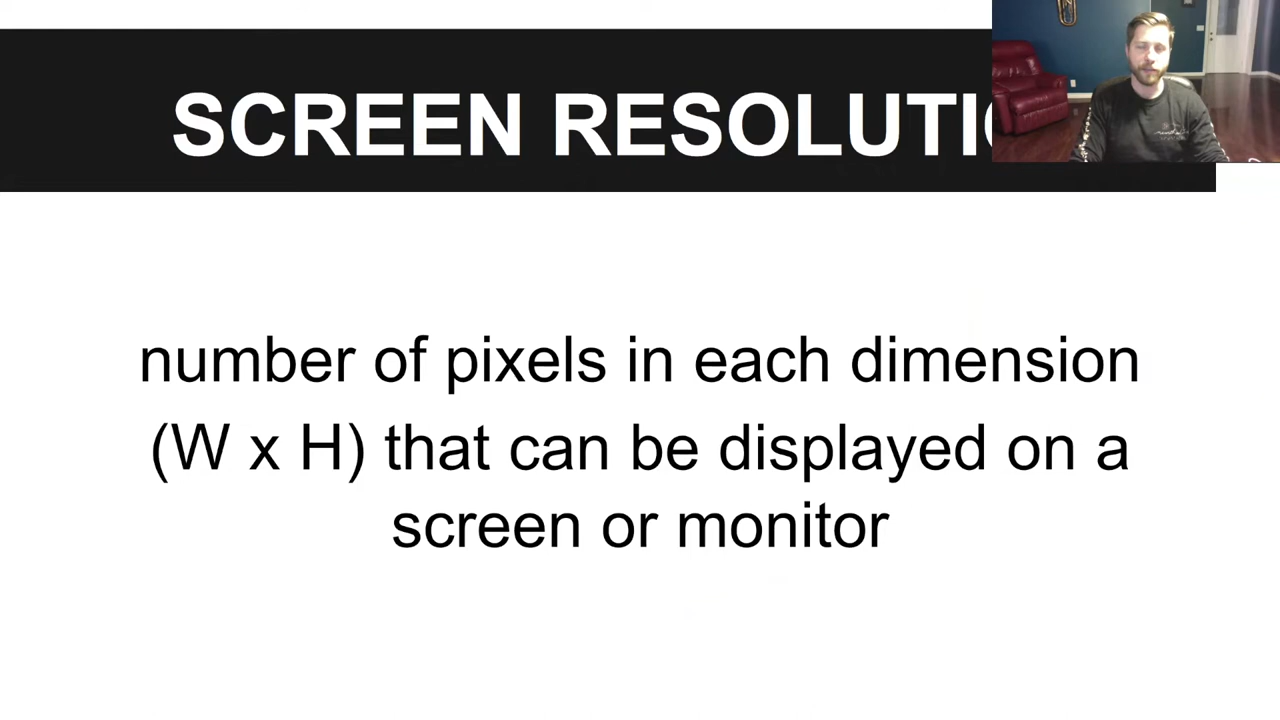 SCREEN RESOLUTI
number of pixels in each dimension
(W x H) that can be displayed on a
screen or monitor